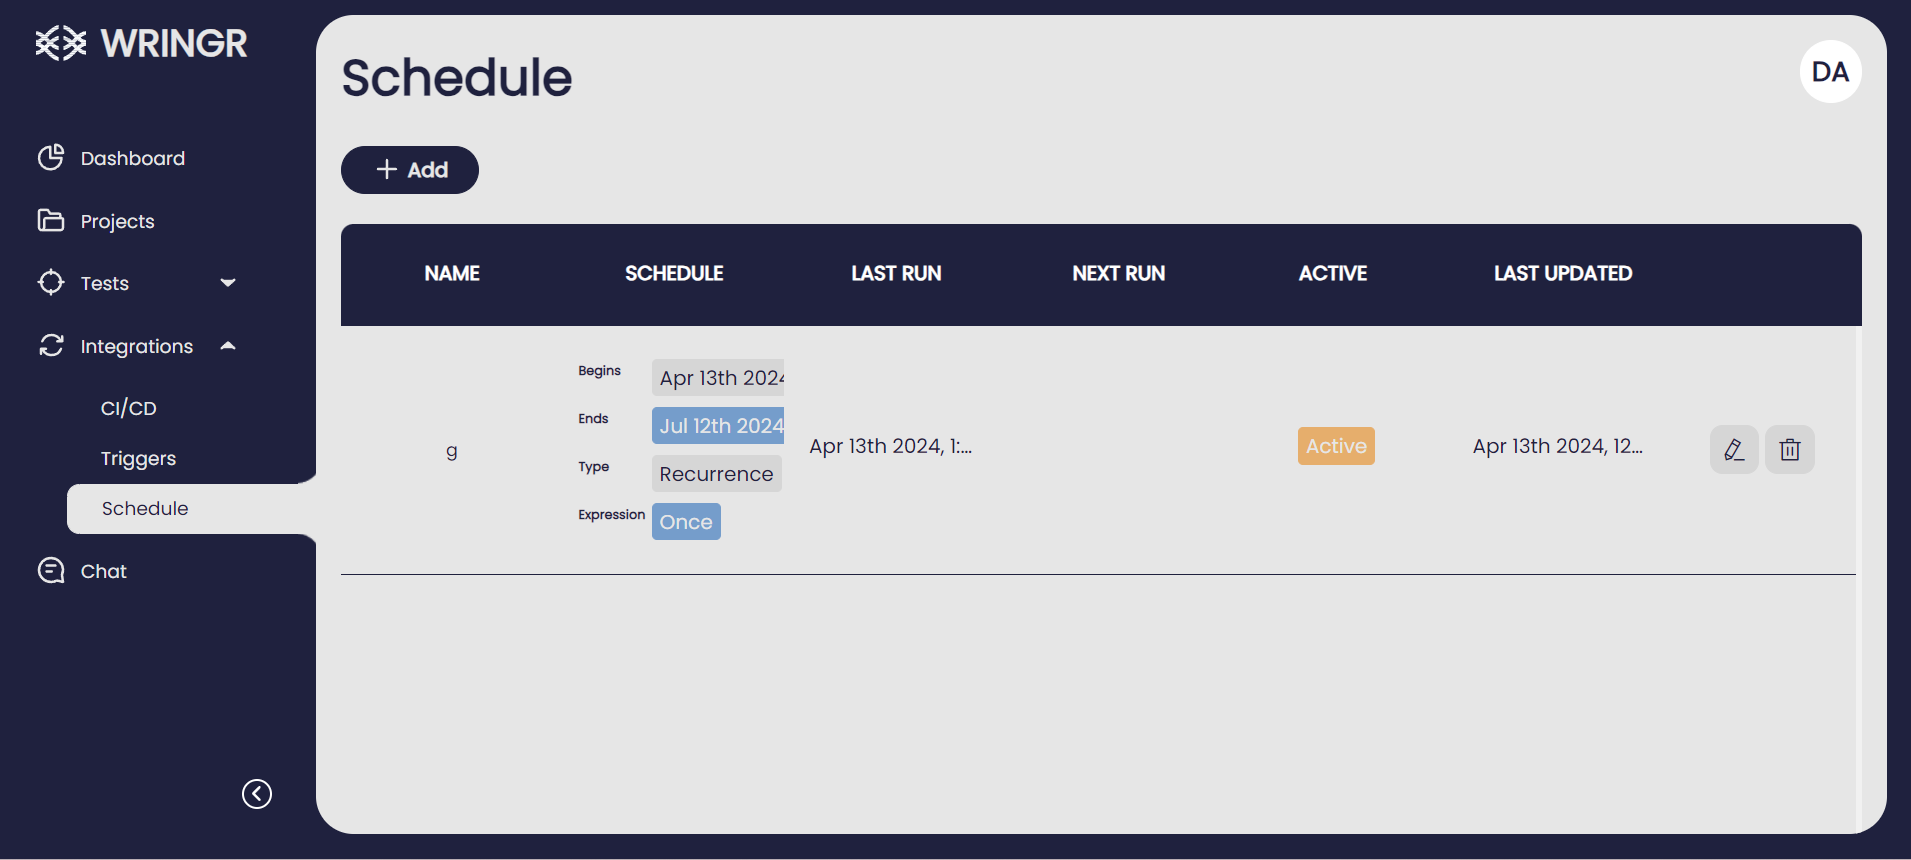 WRINGR
Schedule
DA
Dashboard
Projects
Tests
Integrations
CI/CD
Triggers
Schedule
Chat
Add
NAME SCHEDULE LAST RUN NEXT RUN ACTIVE LAST UPDATED
g
Begins Apr 13th 2024
Ends Jul 12th 2024
Type Recurrence
Expression Once
Apr 13th 2024, 1:...
Active
Apr 13th 2024, 12...